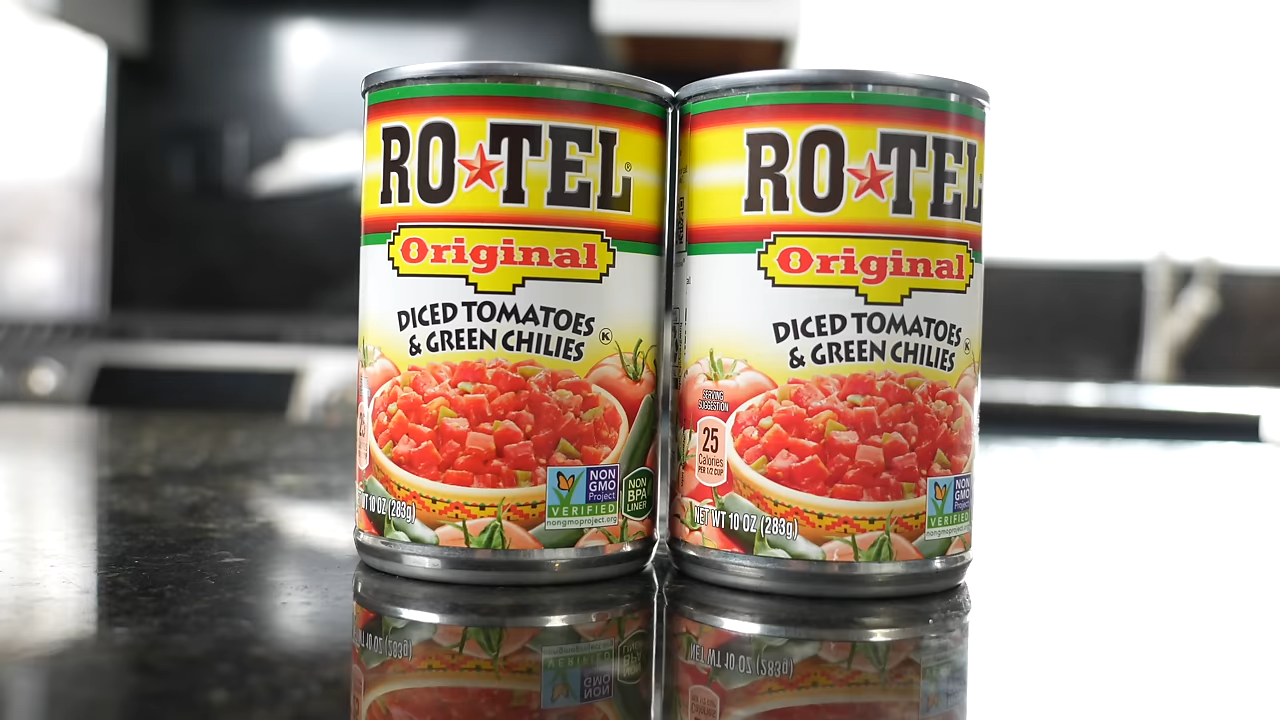 RO★TEL®
Original
DICED TOMATOES
& GREEN CHILIES
K
NON
GMO
Project
VERIFIED
nongmoproject.org
NON
BPA
LINER
WT 10 OZ (283g)
RO★TEL
Original
DICED TOMATOES
& GREEN CHILIES
K
SERVING
SUGGESTION
25
Calories
PER 1/2 CUP
NON
GMO
Project
VERIFIED
nongmoproject.org
NET WT 10 OZ (283g)